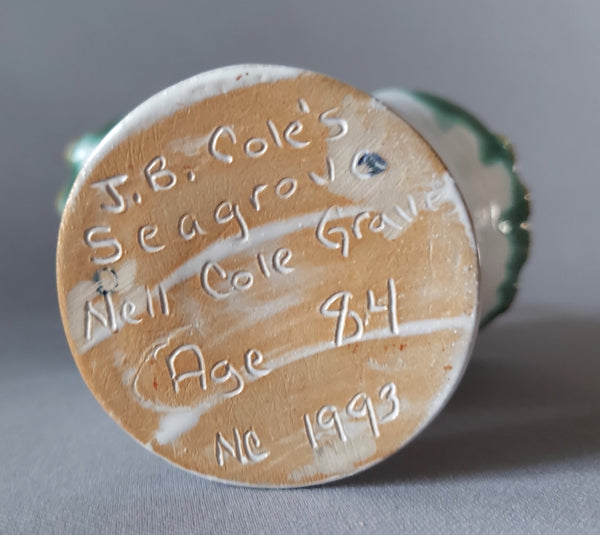 J.B. Cole's
Seagrove
Nell Cole Graves
Age 84
NC 1993